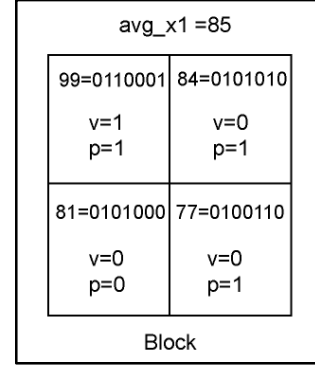 avg_x1 =85
99=0110001 84=0101010
v=1 v=0
p=1 p=1
81=0101000 77=0100110
v=0 v=0
p=0 p=1
Block